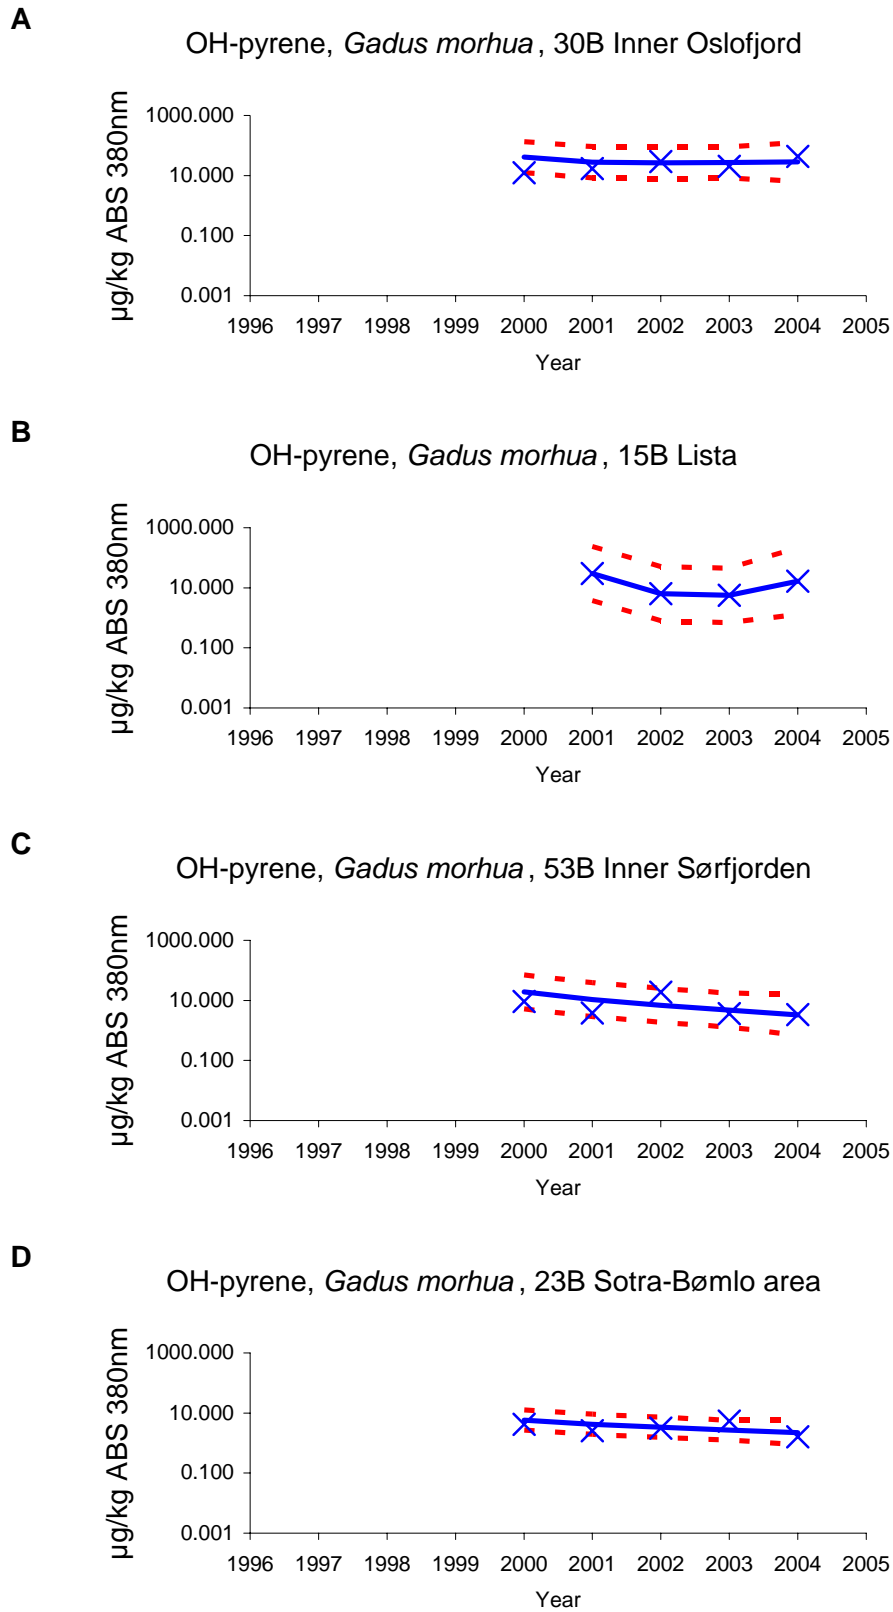 A
OH-pyrene, Gadus morhua, 30B Inner Oslofjord
µg/kg ABS 380nm
1000.000
10.000
0.100
0.001
1996 1997 1998 1999 2000 2001 2002 2003 2004 2005
Year
B
OH-pyrene, Gadus morhua, 15B Lista
µg/kg ABS 380nm
1000.000
10.000
0.100
0.001
1996 1997 1998 1999 2000 2001 2002 2003 2004 2005
Year
C
OH-pyrene, Gadus morhua, 53B Inner Sørfjorden
µg/kg ABS 380nm
1000.000
10.000
0.100
0.001
1996 1997 1998 1999 2000 2001 2002 2003 2004 2005
Year
D
OH-pyrene, Gadus morhua, 23B Sotra-Bømlo area
µg/kg ABS 380nm
1000.000
10.000
0.100
0.001
1996 1997 1998 1999 2000 2001 2002 2003 2004 2005
Year